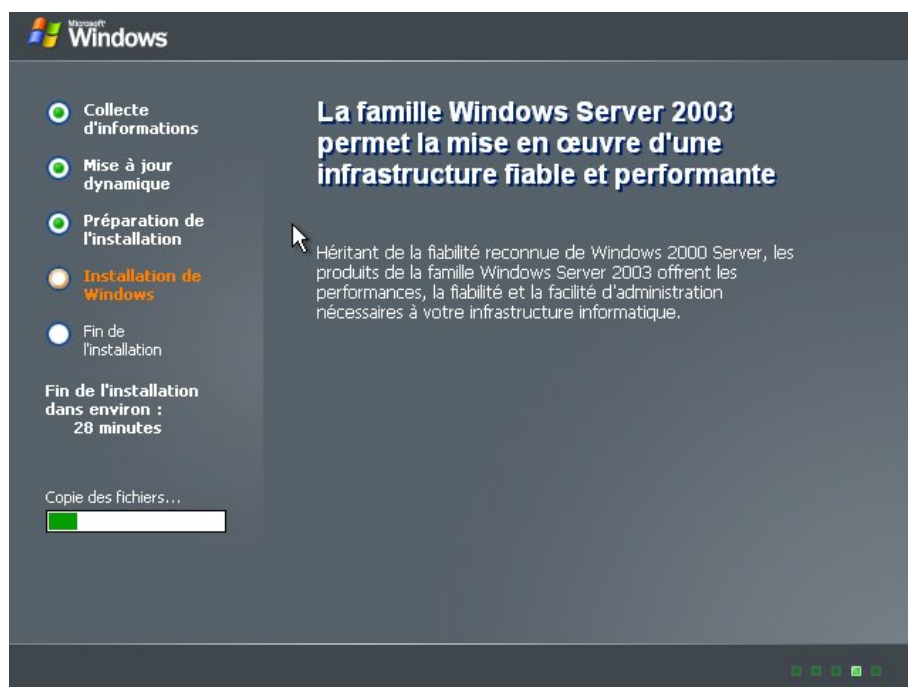 Microsoft
Windows
Collecte
d'informations
Mise à jour
dynamique
Préparation de
l'installation
Installation de
Windows
Fin de
l'installation
Fin de l'installation
dans environ :
28 minutes
Copie des fichiers...
La famille Windows Server 2003
permet la mise en œuvre d'une
infrastructure fiable et performante
Héritant de la fiabilité reconnue de Windows 2000 Server, les
produits de la famille Windows Server 2003 offrent les
performances, la fiabilité et la facilité d'administration
nécessaires à votre infrastructure informatique.